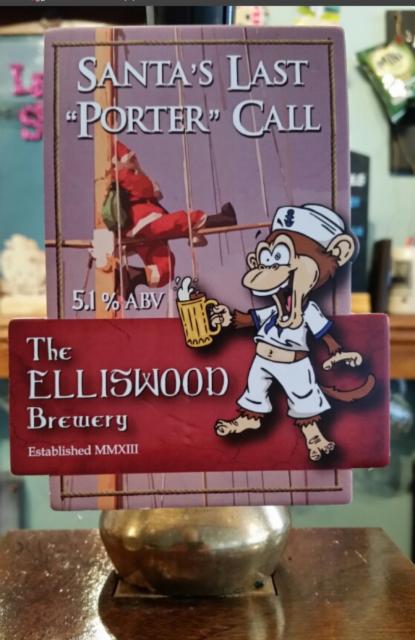 SANTA'S LAST
"PORTER" CALL
5.1 % ABV
The
ELLISWOOD
Brewery
Established MMXIII